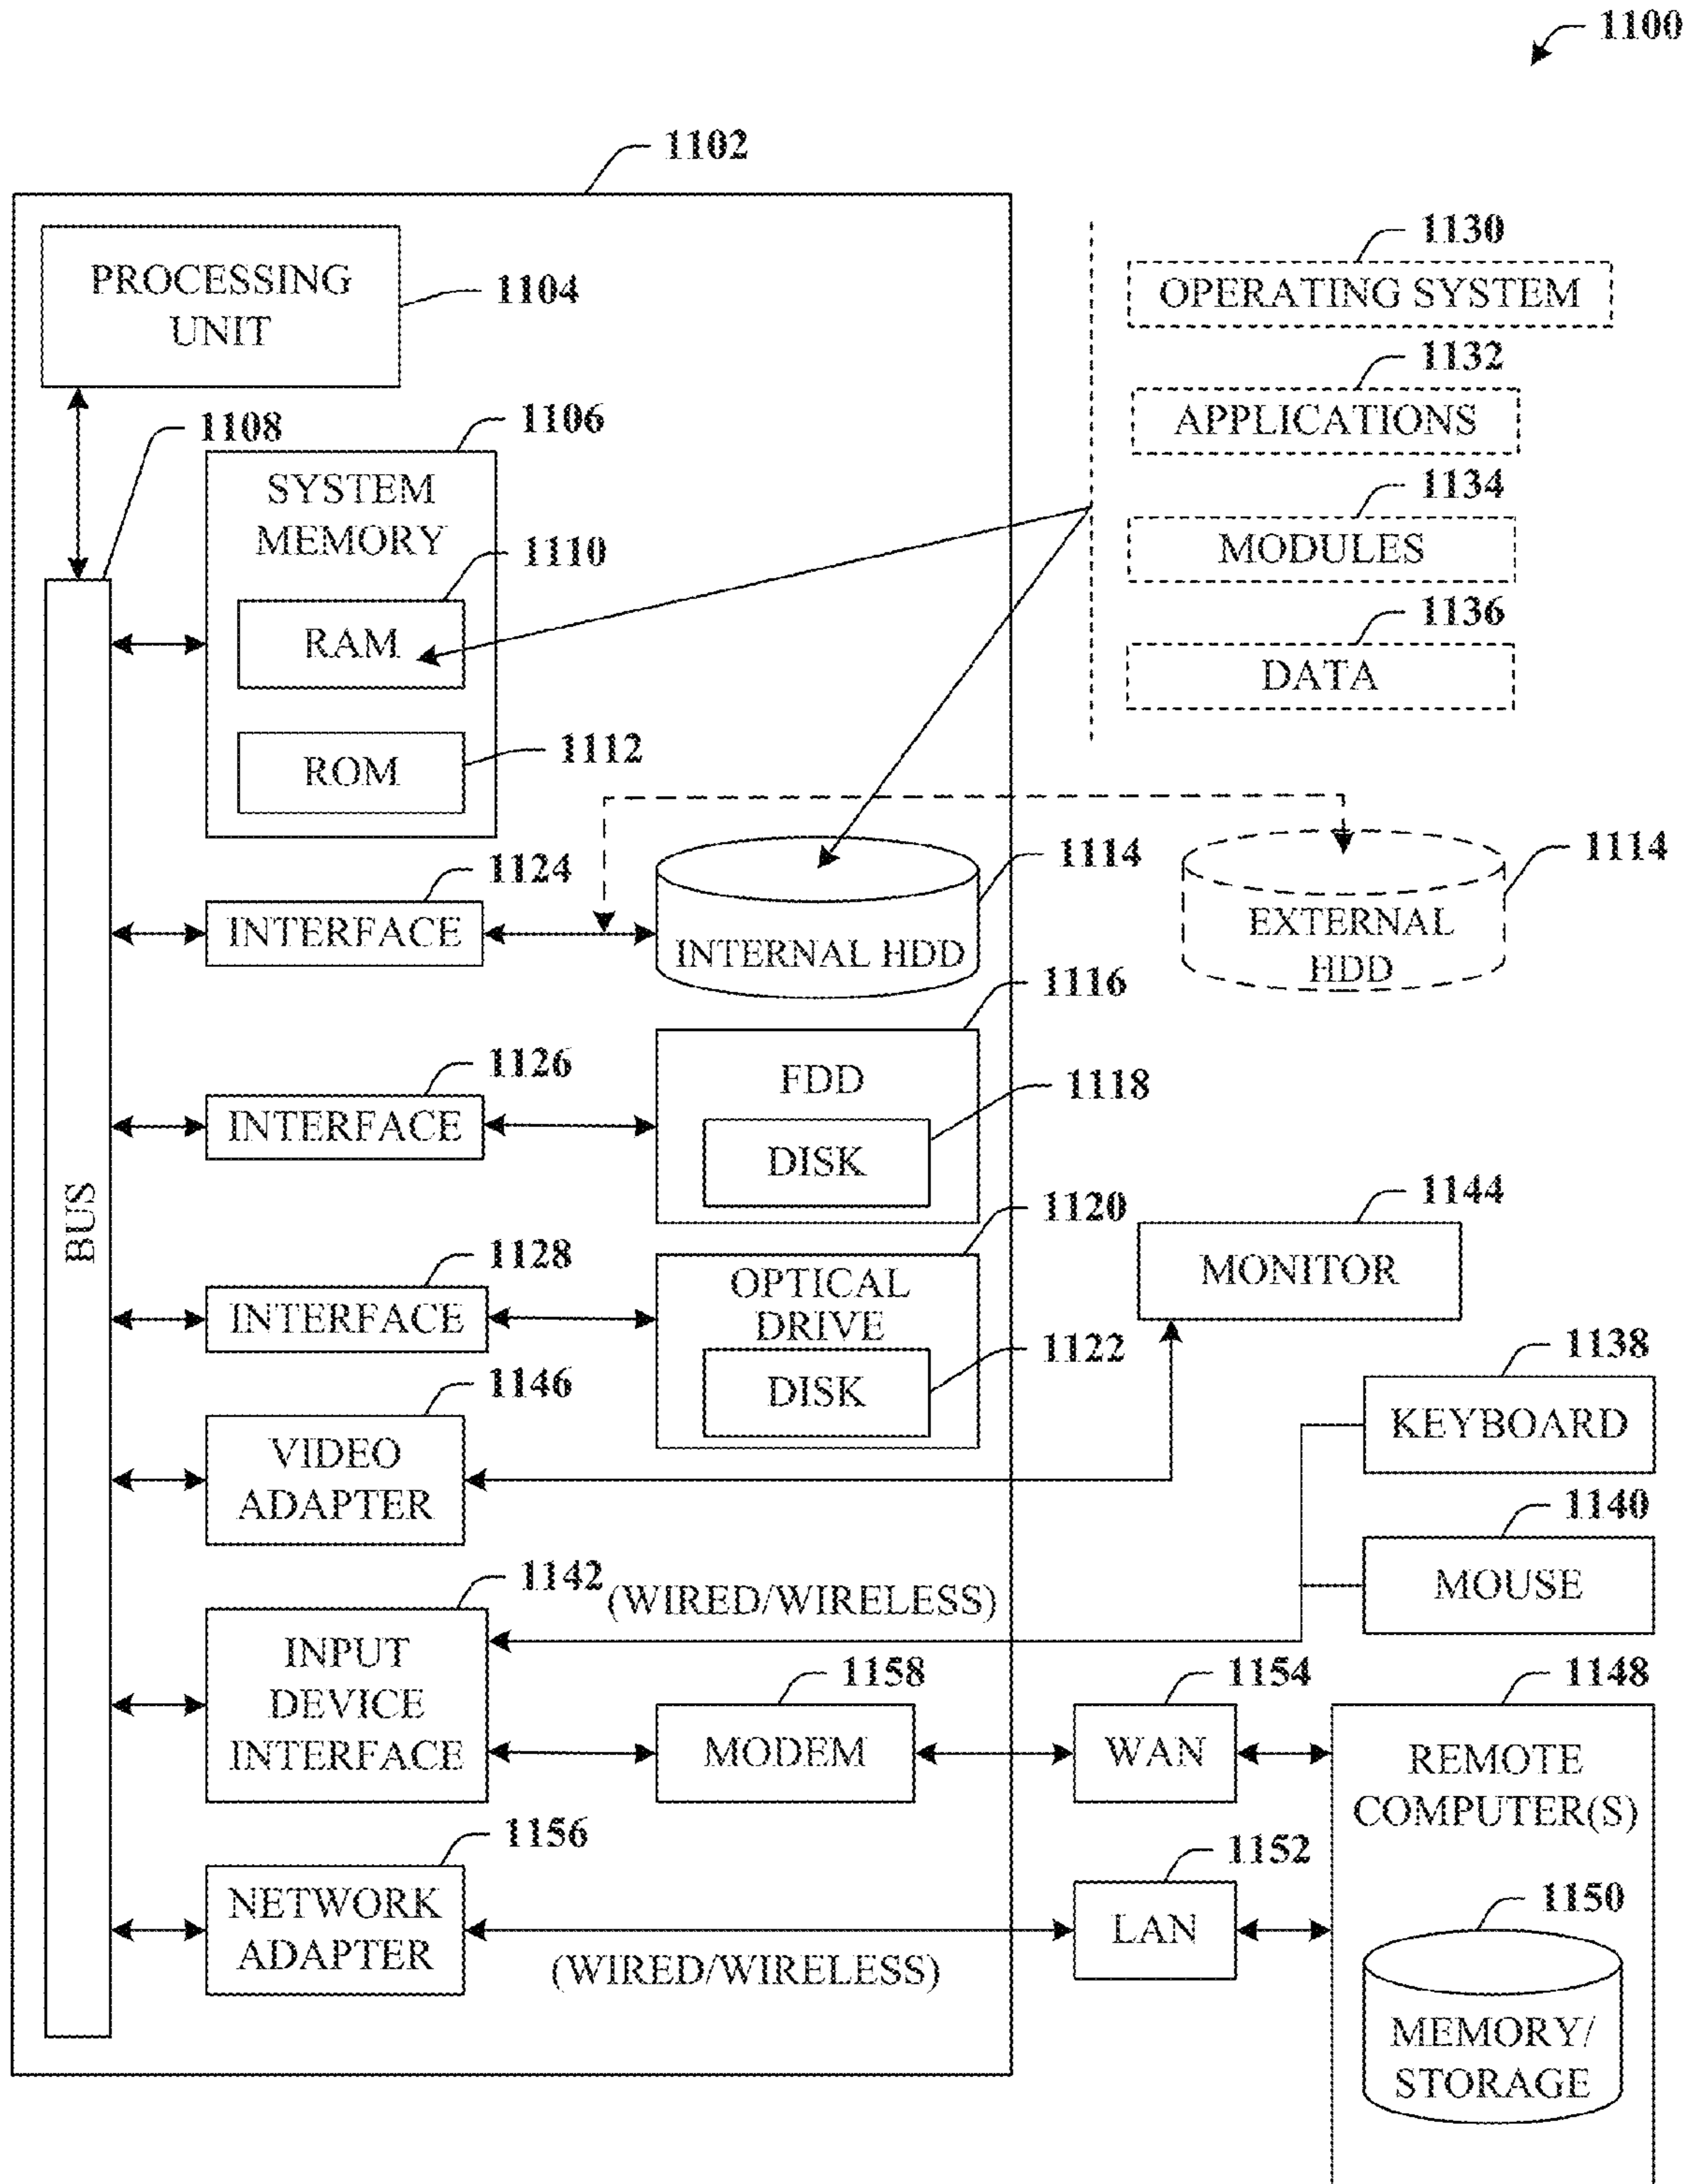 1100
1102
PROCESSING
UNIT
1104
1130
OPERATING SYSTEM
1132
APPLICATIONS
1134
MODULES
1136
DATA
1108
1106
SYSTEM
MEMORY
1110
RAM
1112
ROM
1124
INTERFACE
1114
INTERNAL HDD
1114
EXTERNAL
HDD
1126
INTERFACE
1116
FDD
1118
DISK
BUS
1128
INTERFACE
1120
OPTICAL
DRIVE
1122
DISK
1144
MONITOR
1146
VIDEO
ADAPTER
1138
KEYBOARD
1140
MOUSE
1142
(WIRED/WIRELESS)
INPUT
DEVICE
INTERFACE
1158
MODEM
1154
WAN
1148
REMOTE
COMPUTER(S)
1156
NETWORK
ADAPTER
(WIRED/WIRELESS)
1152
LAN
1150
MEMORY/
STORAGE